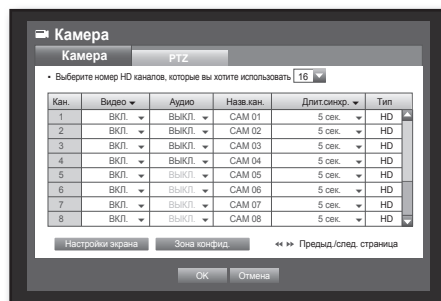 Камера
Камера PTZ
• Выберите номер HD каналов, которые вы хотите использовать 16
Кан. Видео Аудио Назв.кан. Длит.синхр. Тип
1 ВКЛ. ВЫКЛ. CAM 01 5 сек. HD
2 ВКЛ. ВЫКЛ. CAM 02 5 сек. HD
3 ВКЛ. ВЫКЛ. CAM 03 5 сек. HD
4 ВКЛ. ВЫКЛ. CAM 04 5 сек. HD
5 ВКЛ. ВЫКЛ. CAM 05 5 сек. HD
6 ВКЛ. ВЫКЛ. CAM 06 5 сек. HD
7 ВКЛ. ВЫКЛ. CAM 07 5 сек. HD
8 ВКЛ. ВЫКЛ. CAM 08 5 сек. HD
Настройки экрана Зона конфид. Предыд./след. страница
OK Отмена